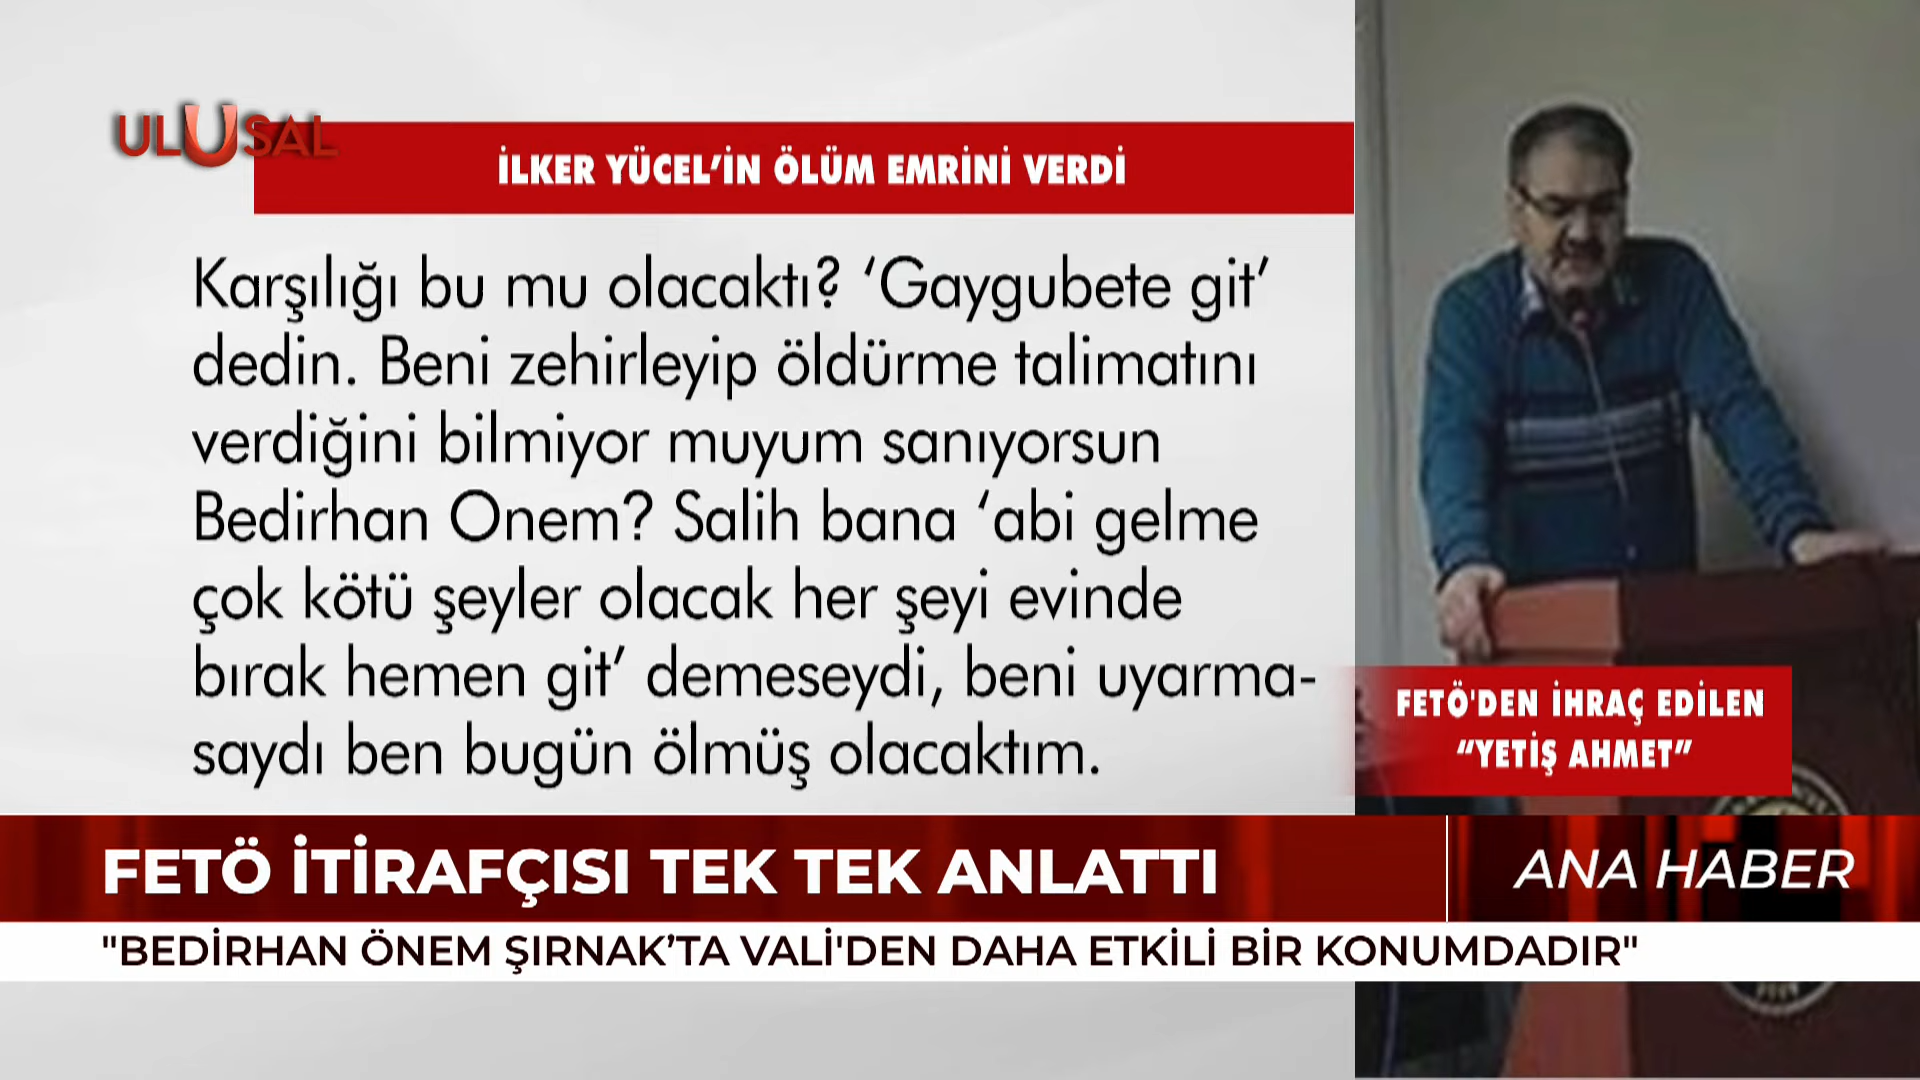 ULUSAL
İLKER YÜCEL’İN ÖLÜM EMRİNİ VERDİ
Karşılığı bu mu olacaktı? ‘Gaygubete git’
dedin. Beni zehirleyip öldürme talimatını
verdiğini bilmiyor muyum sanıyorsun
Bedirhan Onem? Salih bana ‘abi gelme
çok kötü şeyler olacak her şeyi evinde
bırak hemen git’ demeseydi, beni uyarma-
saydı ben bugün ölmüş olacaktım.
FETÖ'DEN İHRAÇ EDİLEN
“YETİŞ AHMET”
FETÖ İTİRAFÇISI TEK TEK ANLATTI
ANA HABER
"BEDİRHAN ÖNEM ŞIRNAK’TA VALİ'DEN DAHA ETKİLİ BİR KONUMDADIR"